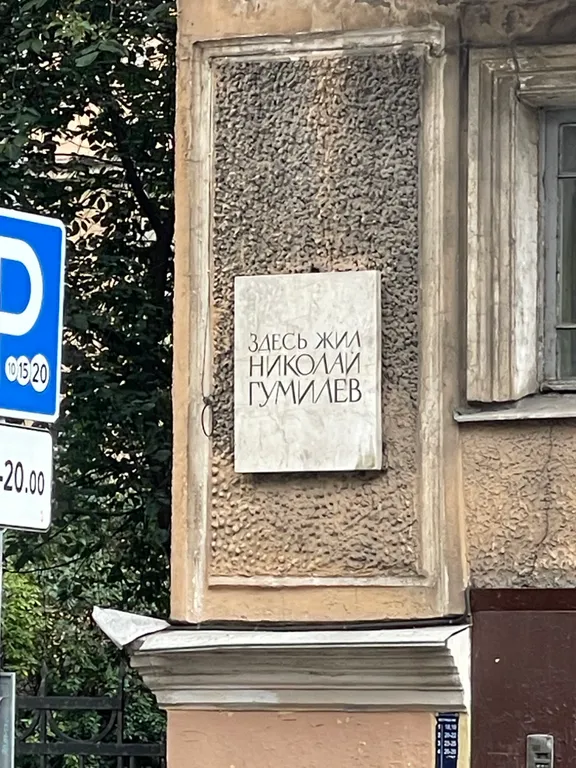 ЗДЕСЬ ЖИЛ
НИКОЛАЙ
ГУМИЛЕВ
P
10 15 20
-20.00